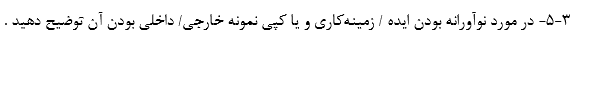 ۵-۳- در مورد نوآورانه بودن ایده / زمینه‌کاری و یا کپی نمونه خارجی/ داخلی بودن آن توضیح دهید .